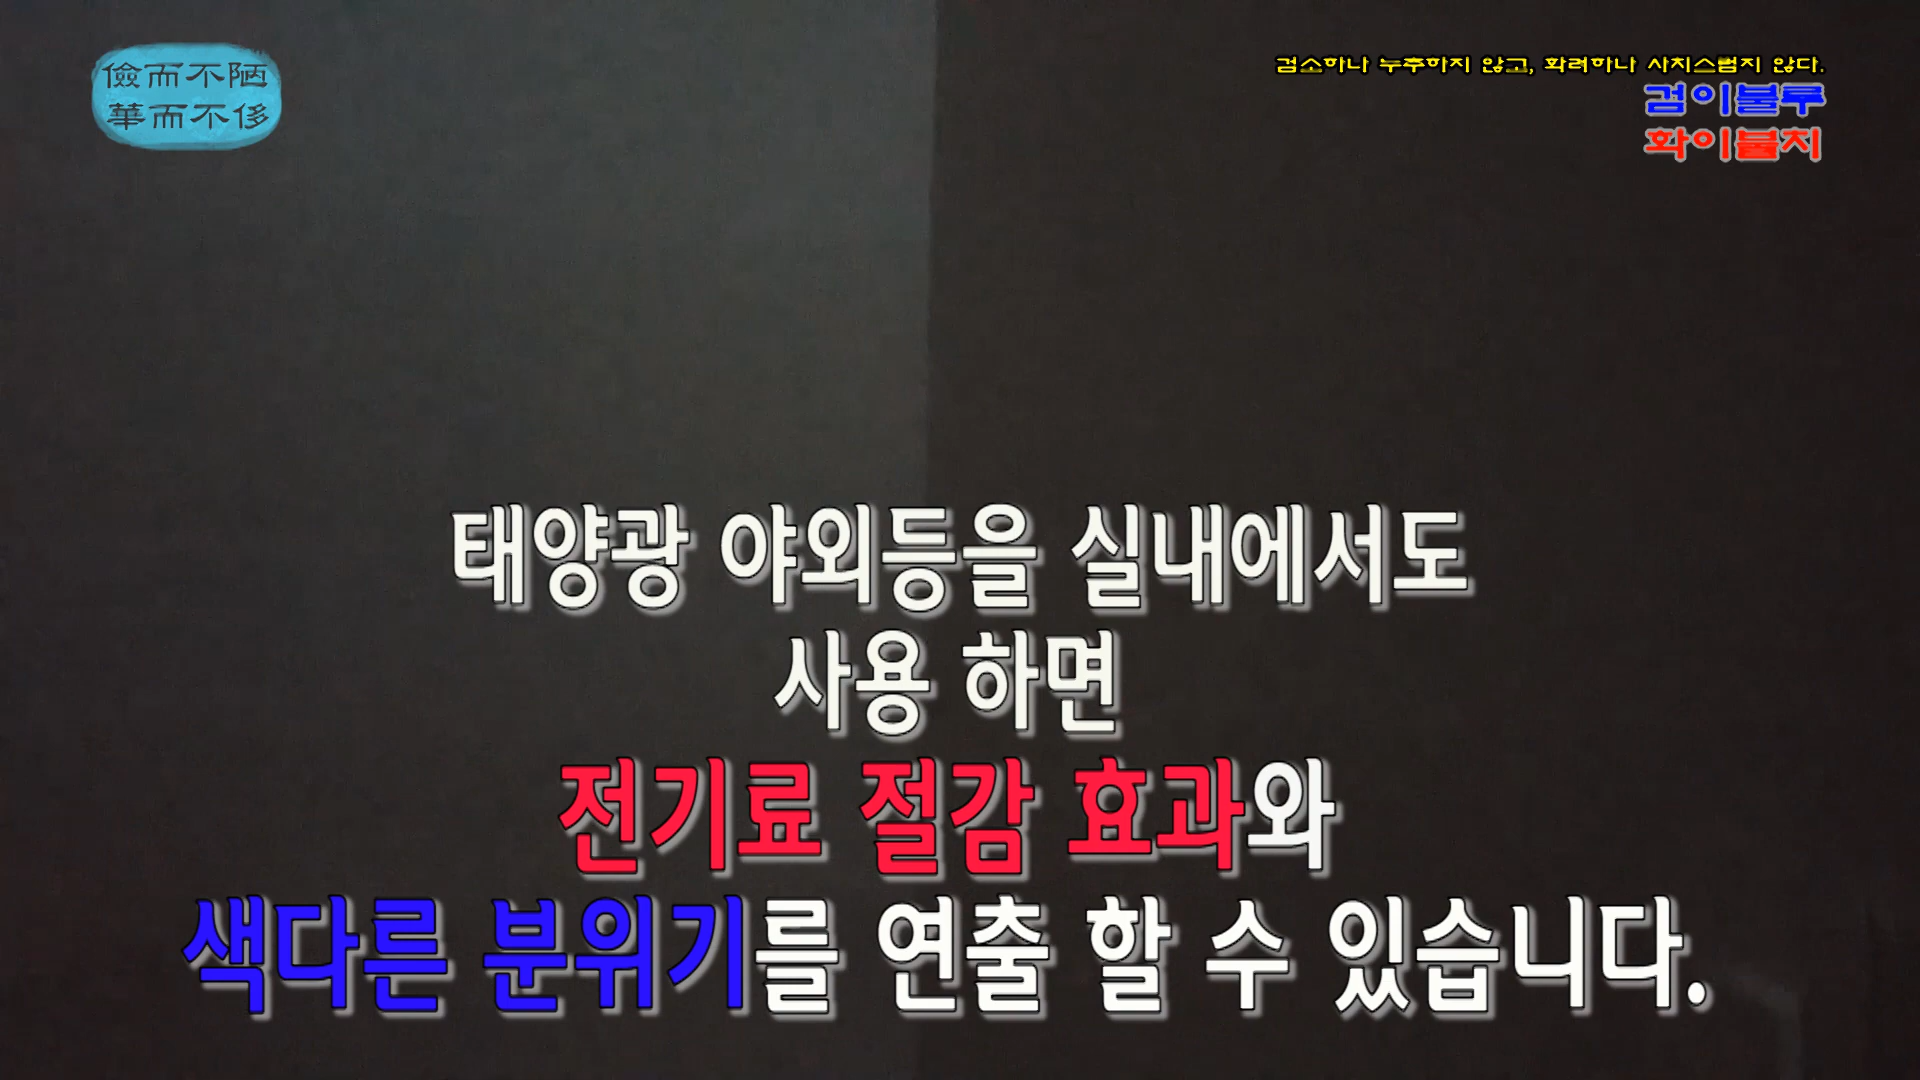 儉而不陋
華而不侈
검소하나 누추하지 않고, 화려하나 사치스럽지 않다.
검이불루
화이불치
태양광 야외등을 실내에서도
사용 하면
전기료 절감 효과와
색다른 분위기를 연출 할 수 있습니다.